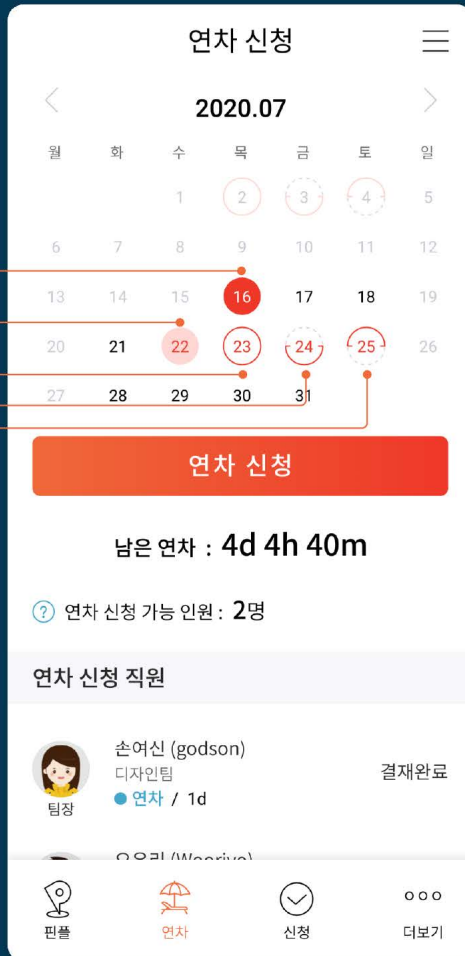 연차 신청
2020.07
월 화 수 목 금 토 일
1 2 3 4 5
6 7 8 9 10 11 12
13 14 15 16 17 18 19
20 21 22 23 24 25 26
27 28 29 30 31
연차 신청
남은 연차 : 4d 4h 40m
? 연차 신청 가능 인원 : 2명
연차 신청 직원
손여신 (godson)
디자인팀
결재완료
연차 / 1d
팀장
핀플 연차 신청 더보기